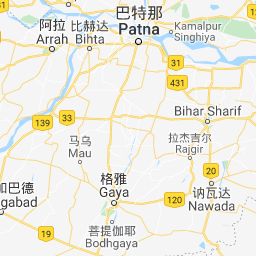 巴特那
Patna
阿拉
Arrah
比赫达
Bihta
Kamalpur
Singhiya
31
431
139
33
Bihar Sharif
马乌
Mau
拉杰吉尔
Rajgir
20
加巴德
gabad
格雅
Gaya
120
讷瓦达
Nawada
19
菩提伽耶
Bodhgaya